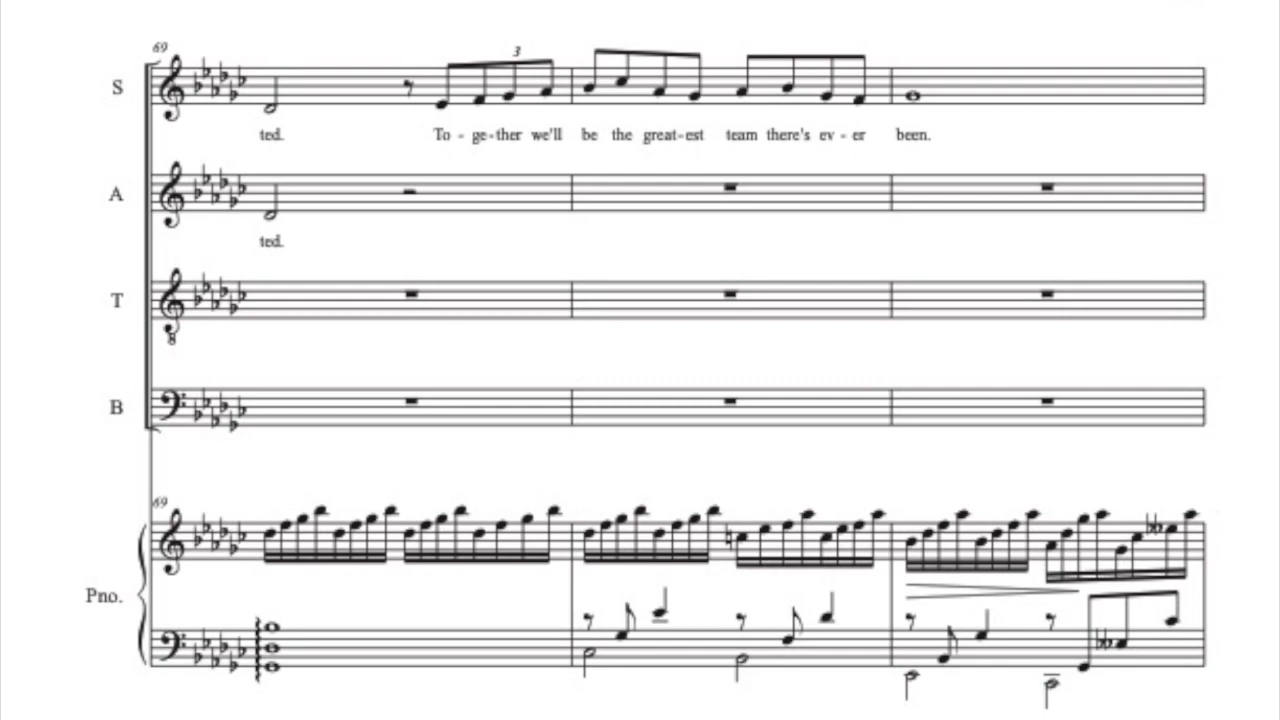 69
S
3
ted. To - ge - ther we'll be the great - est team there's ev - er been.
A
ted.
T
8
B
69
Pno.